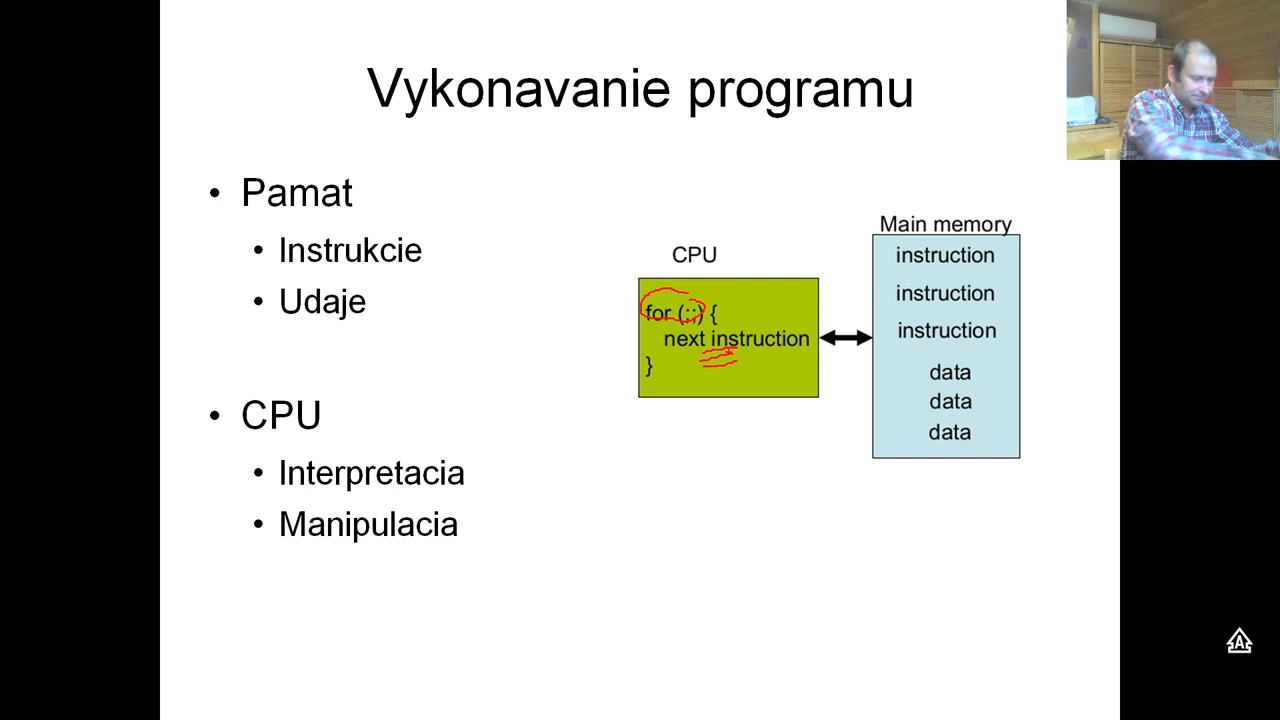 Vykonavanie programu
• Pamat
• Instrukcie
• Udaje
• CPU
• Interpretacia
• Manipulacia
CPU
for (;;) {
next instruction
}
Main memory
instruction
instruction
instruction
data
data
data
A